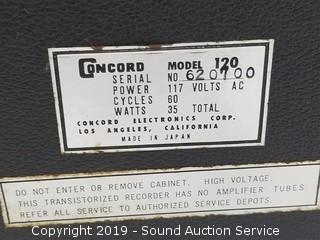 CONCORD MODEL 120
SERIAL NO 620700
POWER 117 VOLTS AC
CYCLES 60
WATTS 35 TOTAL
CONCORD ELECTRONICS CORP.
LOS ANGELES, CALIFORNIA
MADE IN JAPAN
DO NOT ENTER OR REMOVE CABINET. HIGH VOLTAGE.
THIS TRANSISTORIZED RECORDER HAS NO AMPLIFIER TUBES.
REFER ALL SERVICE TO AUTHORIZED SERVICE DEPOTS.
Copyright 2019 - Sound Auction Service